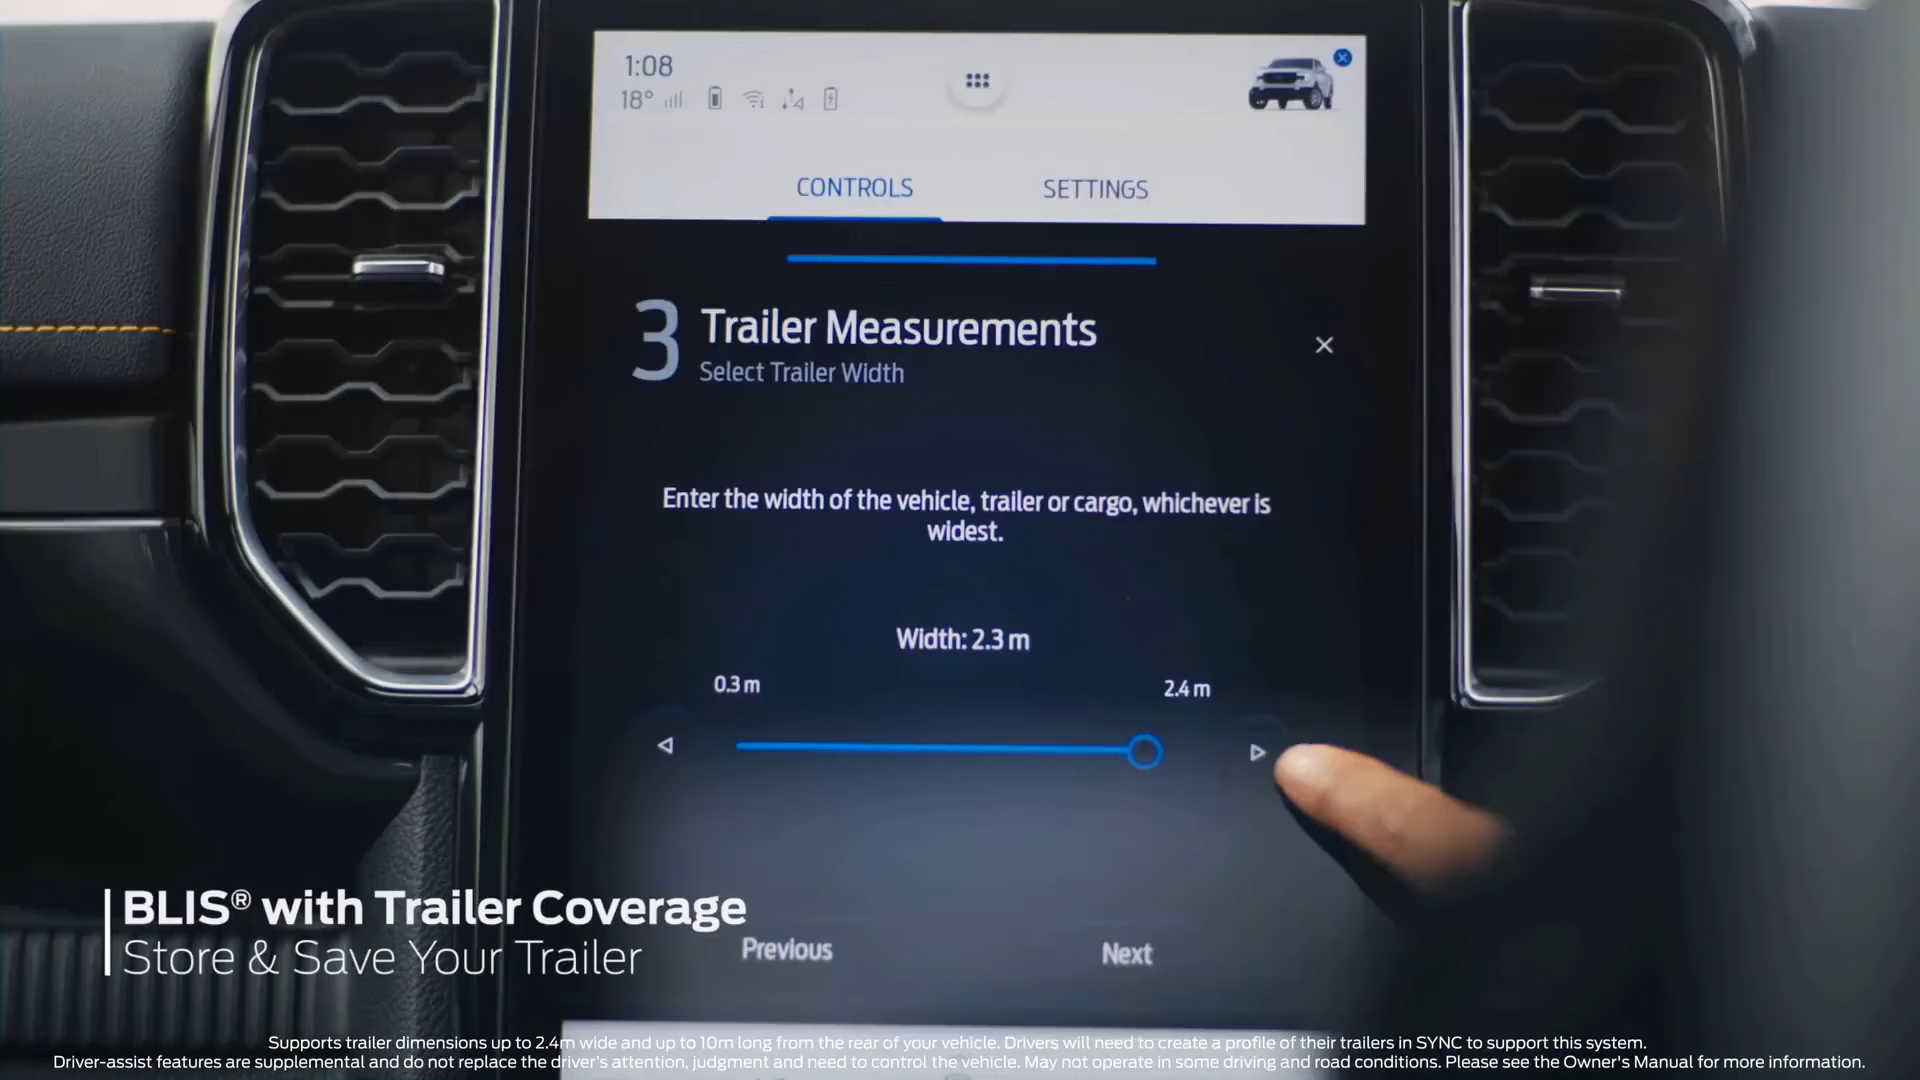 1:08
18°
CONTROLS
SETTINGS
3
Trailer Measurements
Select Trailer Width
Enter the width of the vehicle, trailer or cargo, whichever is
widest.
Width: 2.3 m
0.3 m
2.4 m
Previous
Next
BLIS® with Trailer Coverage
Store & Save Your Trailer
Supports trailer dimensions up to 2.4m wide and up to 10m long from the rear of your vehicle. Drivers will need to create a profile of their trailers in SYNC to support this system.
Driver-assist features are supplemental and do not replace the driver's attention, judgment and need to control the vehicle. May not operate in some driving and road conditions. Please see the Owner's Manual for more information.